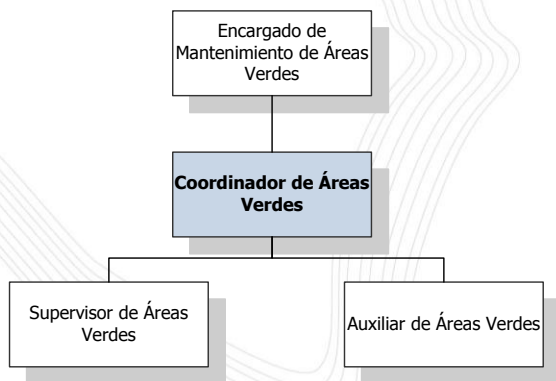 Encargado de
Mantenimiento de Áreas
Verdes
Coordinador de Áreas
Verdes
Supervisor de Áreas
Verdes
Auxiliar de Áreas Verdes